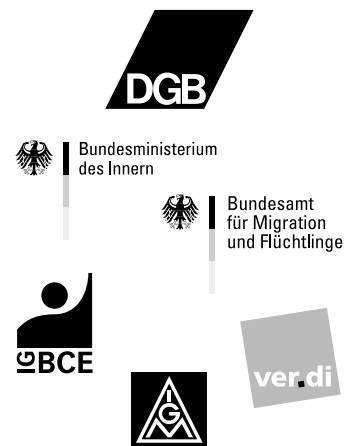 DGB
Bundesministerium
des Innern
Bundesamt
für Migration
und Flüchtlinge
IG BCE
ver.di
IGM